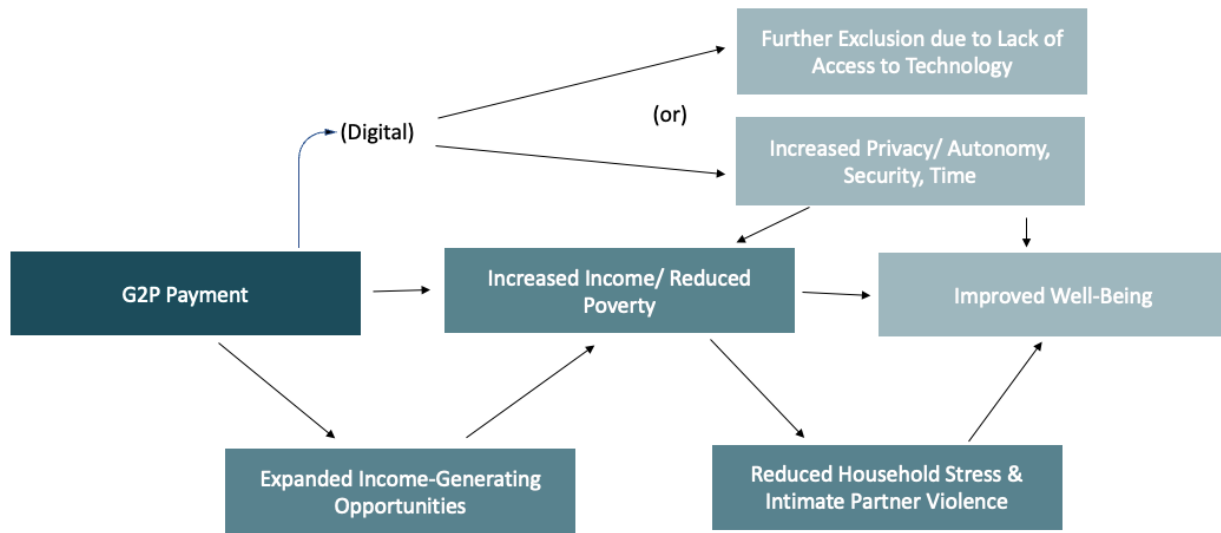 Further Exclusion due to Lack of
Access to Technology
(Digital)
(or)
Increased Privacy/ Autonomy,
Security, Time
G2P Payment
Increased Income/ Reduced
Poverty
Improved Well-Being
Expanded Income-Generating
Opportunities
Reduced Household Stress &
Intimate Partner Violence